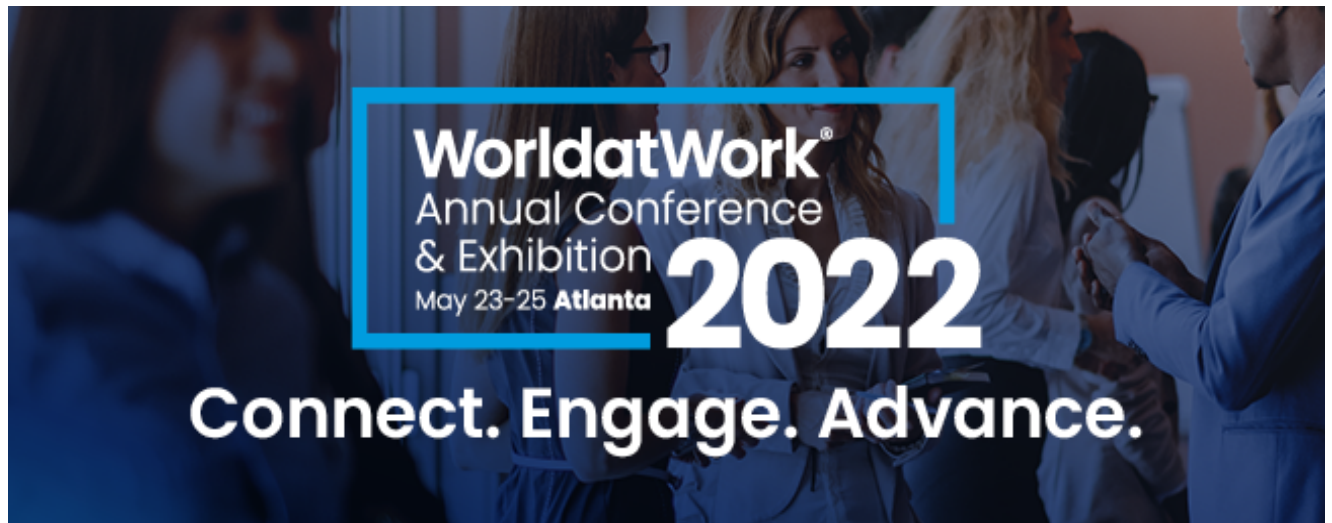 WorldatWork®
Annual Conference
& Exhibition
May 23-25 Atlanta
2022
Connect. Engage. Advance.